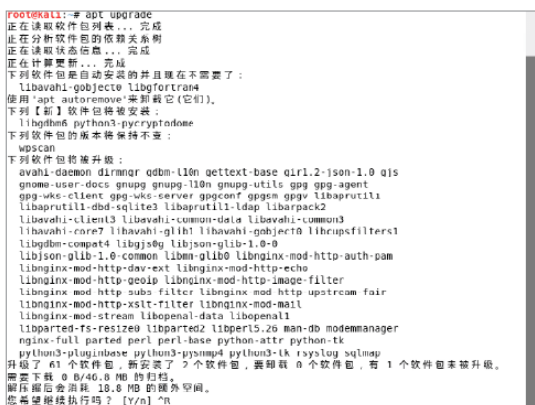 root@kali:~# apt upgrade
正在读取软件包列表... 完成
正在分析软件包的依赖关系树
正在读取状态信息... 完成
正在计算更新... 完成
下列软件包是自动安装的并且现在不需要了：
libavahi-gobject0 libgfortran4
使用'apt autoremove'来卸载它(它们)。
下列【新】软件包将被安装：
libgdbm6 python3-pycryptodome
下列软件包的版本将保持不变：
wpscan
下列软件包将被升级：
avahi-daemon dirmngr gdbm-l10n gettext-base gir1.2-json-1.0 gjs
gnome-user-docs gnupg gnupg-l10n gnupg-utils gpg gpg-agent
gpg-wks-client gpg-wks-server gpgconf gpgsm gpgv libaprutil1
libaprutil1-dbd-sqlite3 libaprutil1-ldap libarpack2
libavahi-client3 libavahi-common-data libavahi-common3
libavahi-core7 libavahi-glib1 libavahi-gobject0 libcupsfilters1
libgdbm-compat4 libgjs0g libjson-glib-1.0-0
libjson-glib-1.0-common libmm-glib0 libnginx-mod-http-auth-pam
libnginx-mod-http-dav-ext libnginx-mod-http-echo
libnginx-mod-http-geoip libnginx-mod-http-image-filter
libnginx-mod-http-subs-filter libnginx-mod-http-upstream-fair
libnginx-mod-http-xslt-filter libnginx-mod-mail
libnginx-mod-stream libopenal-data libopenal1
libparted-fs-resize0 libparted2 libperl5.26 man-db modemmanager
nginx-full parted perl perl-base python-attr python-tk
python3-pluginbase python3-pysnmp4 python3-tk rsyslog sqlmap
升级了 61 个软件包，新安装了 2 个软件包，要卸载 0 个软件包，有 1 个软件包未被升级。
需要下载 0 B/46.8 MB 的归档。
解压缩后会消耗 18.8 MB 的额外空间。
您希望继续执行吗？ [Y/n] ^R